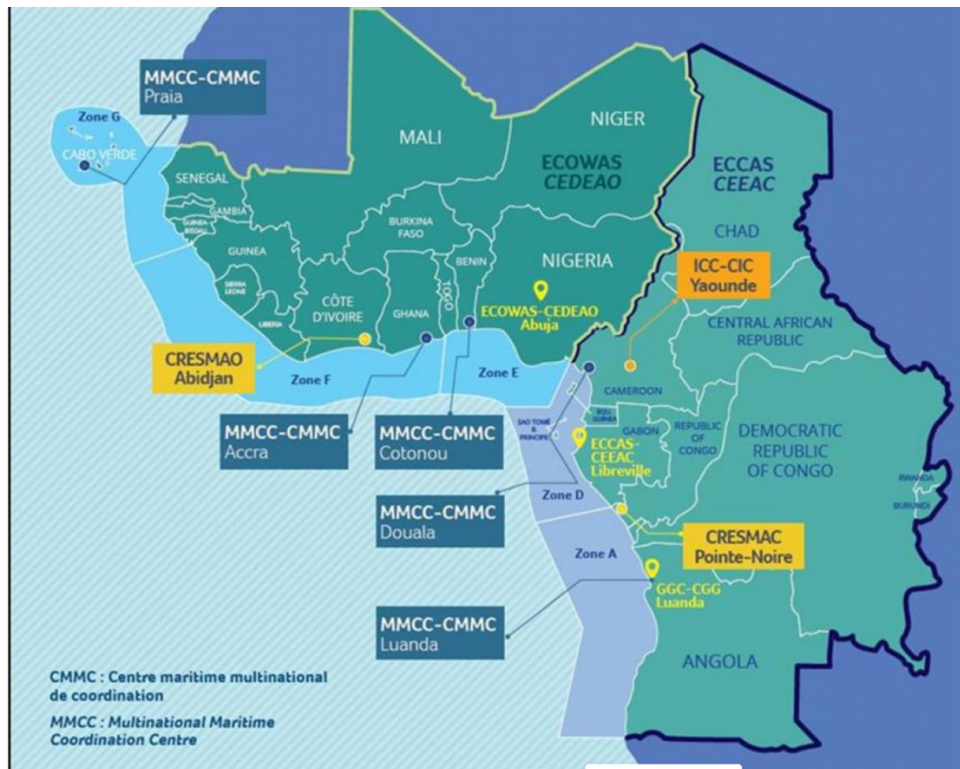 MMCC-CMMC
Praia
Zone G
CABO VERDE
MALI
NIGER
ECOWAS
CEDEAO
ECCAS
CEEAC
SENEGAL
GAMBIA
GUINEA
BISSAU
GUINEA
BURKINA
FASO
CHAD
SIERRA
LEONE
LIBERIA
CÔTE
D'IVOIRE
GHANA
TOGO
BENIN
NIGERIA
ECOWAS-CEDEAO
Abuja
ICC-CIC
Yaounde
CENTRAL AFRICAN
REPUBLIC
CRESMAO
Abidjan
Zone F
Zone E
CAMEROON
MMCC-CMMC
Accra
MMCC-CMMC
Cotonou
SAO TOMÉ
&
PRINCIPE
EQU.
GUINEA
GABON
REPUBLIC
OF
CONGO
DEMOCRATIC
REPUBLIC
OF CONGO
ECCAS-
CEEAC
Libreville
RWANDA
BURUNDI
MMCC-CMMC
Douala
Zone D
CRESMAC
Pointe-Noire
Zone A
GGC-CGG
Luanda
MMCC-CMMC
Luanda
ANGOLA
CMMC : Centre maritime multinational
de coordination
MMCC : Multinational Maritime
Coordination Centre